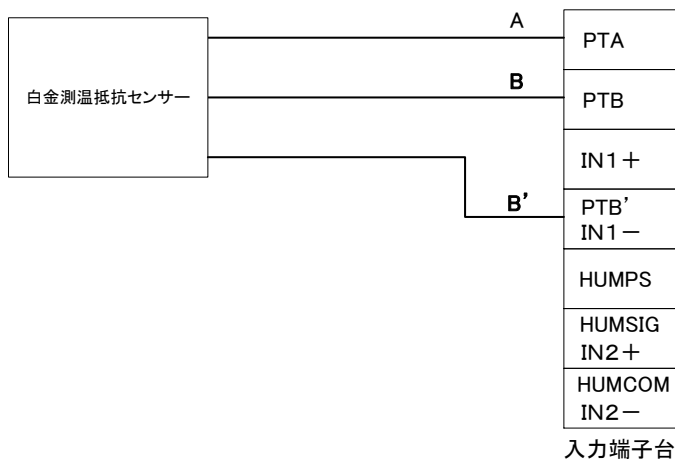 A
PTA
白金測温抵抗センサー
B
PTB
IN1+
B'
PTB'
IN1-
HUMPS
HUMSIG
IN2+
HUMCOM
IN2-
入力端子台